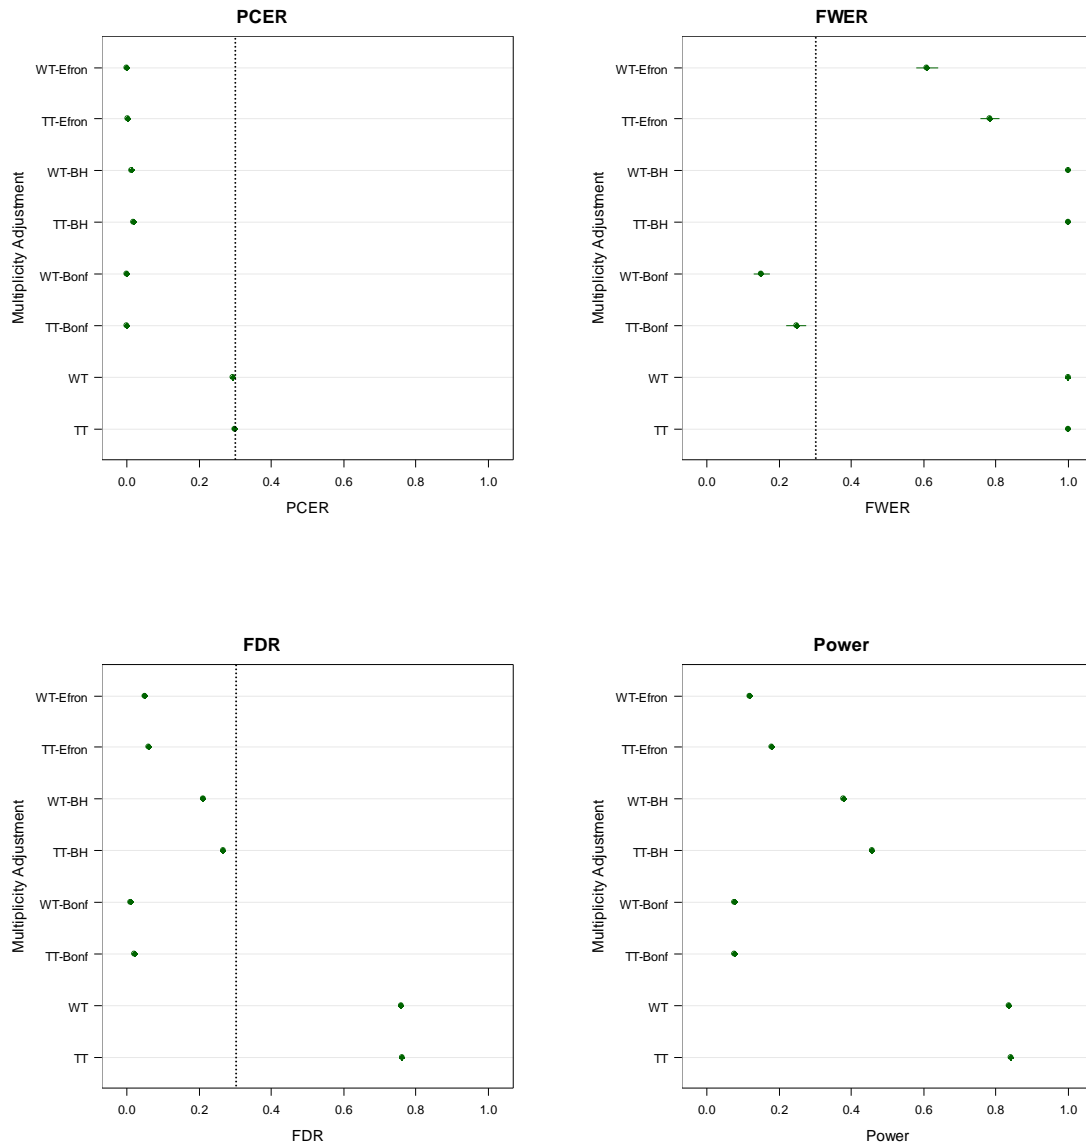 PCER
Multiplicity Adjustment
WT-Efron
TT-Efron
WT-BH
TT-BH
WT-Bonf
TT-Bonf
WT
TT
0.0 0.2 0.4 0.6 0.8 1.0
PCER
FWER
Multiplicity Adjustment
WT-Efron
TT-Efron
WT-BH
TT-BH
WT-Bonf
TT-Bonf
WT
TT
0.0 0.2 0.4 0.6 0.8 1.0
FWER
FDR
Multiplicity Adjustment
WT-Efron
TT-Efron
WT-BH
TT-BH
WT-Bonf
TT-Bonf
WT
TT
0.0 0.2 0.4 0.6 0.8 1.0
FDR
Power
Multiplicity Adjustment
WT-Efron
TT-Efron
WT-BH
TT-BH
WT-Bonf
TT-Bonf
WT
TT
0.0 0.2 0.4 0.6 0.8 1.0
Power